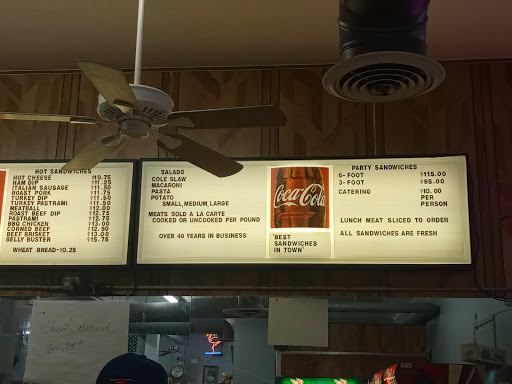 HOT SANDWICHES
HOT CHEESE $10.75
HAM DIP $11.25
ITALIAN SAUSAGE $11.50
ROAST PORK $11.75
TURKEY DIP $11.50
TURKEY PASTRAMI $11.50
MEATBALL $12.00
ROAST BEEF DIP $12.75
PASTRAMI $12.75
BBQ CHICKEN $13.00
CORNED BEEF $12.50
BEEF BRISKET $13.00
BELLY BUSTER $15.75
WHEAT BREAD-$0.25
SALADS
COLE SLAW
MACARONI
PASTA
POTATO
SMALL, MEDIUM, LARGE
MEATS SOLD A LA CARTE
COOKED OR UNCOOKED PER POUND
OVER 40 YEARS IN BUSINESS
Coca-Cola
"BEST
SANDWICHES
IN TOWN"
PARTY SANDWICHES
6-FOOT $115.00
3-FOOT $85.00
CATERING $10.00
PER
PERSON
LUNCH MEAT SLICED TO ORDER
ALL SANDWICHES ARE FRESH
Wheat Bread